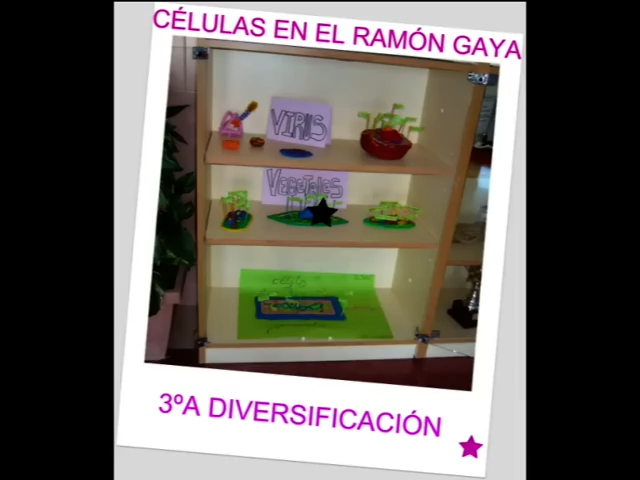 CÉLULAS EN EL RAMÓN GAYA
VIRUS
VEGETALES
3ºA DIVERSIFICACIÓN